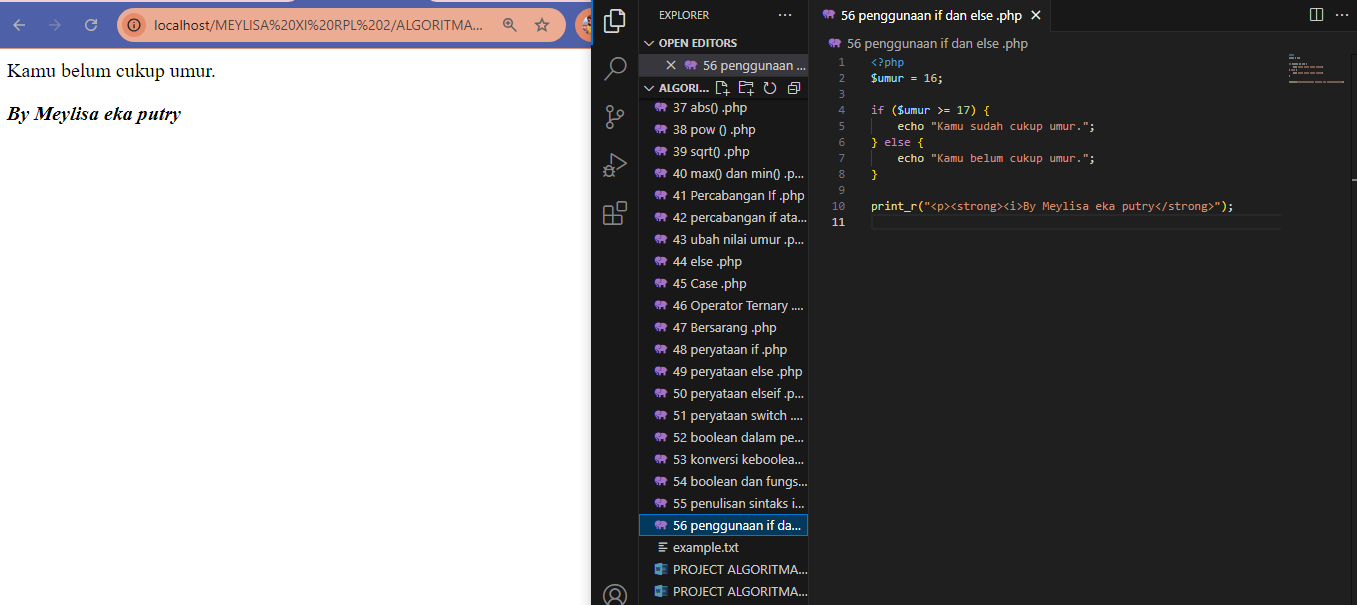 localhost/MEYLISA%20XI%20RPL%202/ALGORITMA...
Kamu belum cukup umur.
By Meylisa eka putry
EXPLORER
OPEN EDITORS
56 penggunaan ...
ALGORI...
37 abs() .php
38 pow () .php
39 sqrt() .php
40 max() dan min() .p...
41 Percabangan If .php
42 percabangan if ata...
43 ubah nilai umur .p...
44 else .php
45 Case .php
46 Operator Ternary ....
47 Bersarang .php
48 peryataan if .php
49 peryataan else .php
50 peryataan elseif .p...
51 peryataan switch ....
52 boolean dalam pe...
53 konversi keboolea...
54 boolean dan fungs...
55 penulisan sintaks i...
56 penggunaan if da...
example.txt
PROJECT ALGORITMA...
PROJECT ALGORITMA...
56 penggunaan if dan else .php
56 penggunaan if dan else .php
1 <?php
2 $umur = 16;
3
4 if ($umur >= 17) {
5     echo "Kamu sudah cukup umur.";
6 } else {
7     echo "Kamu belum cukup umur.";
8 }
9
10 print_r("<p><strong><i>By Meylisa eka putry</strong>");
11